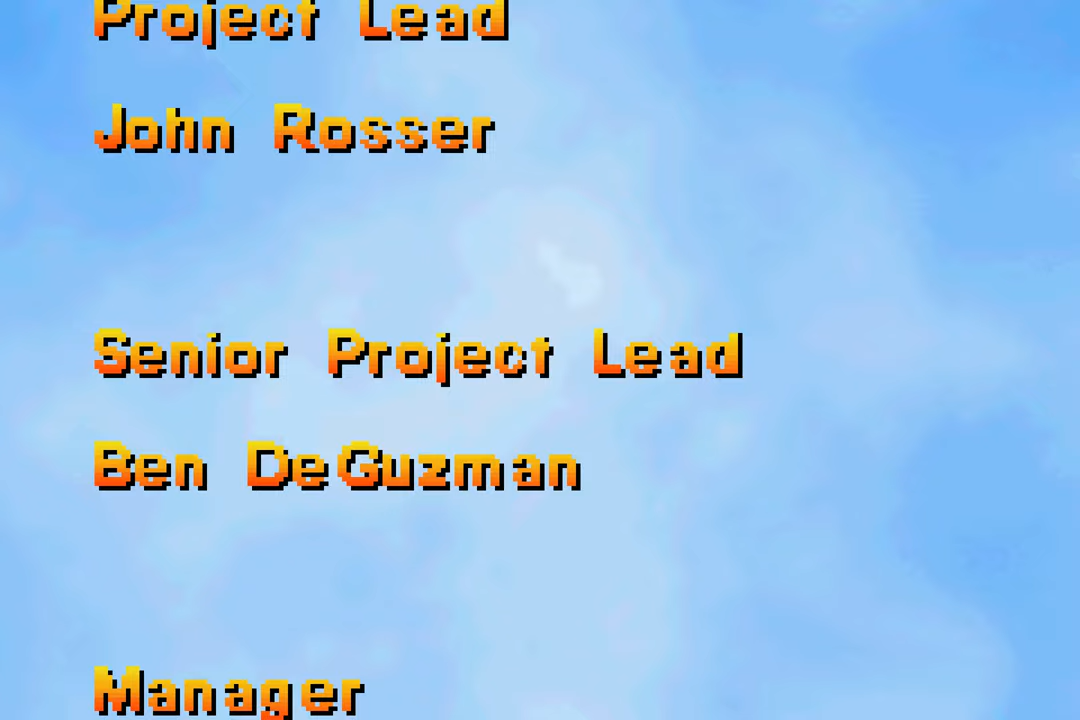 Project Lead
John Rosser
Senior Project Lead
Ben DeGuzman
Manager